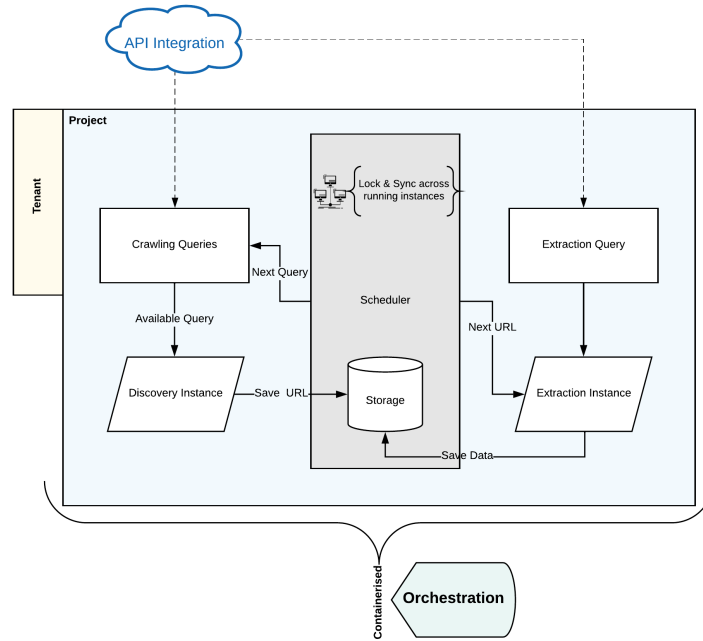 API Integration
Project
Tenant
Lock & Sync across
running instances
Crawling Queries
Extraction Query
Next Query
Scheduler
Available Query
Next URL
Discovery Instance
Save  URL
Storage
Extraction Instance
Save Data
Containerised
Orchestration